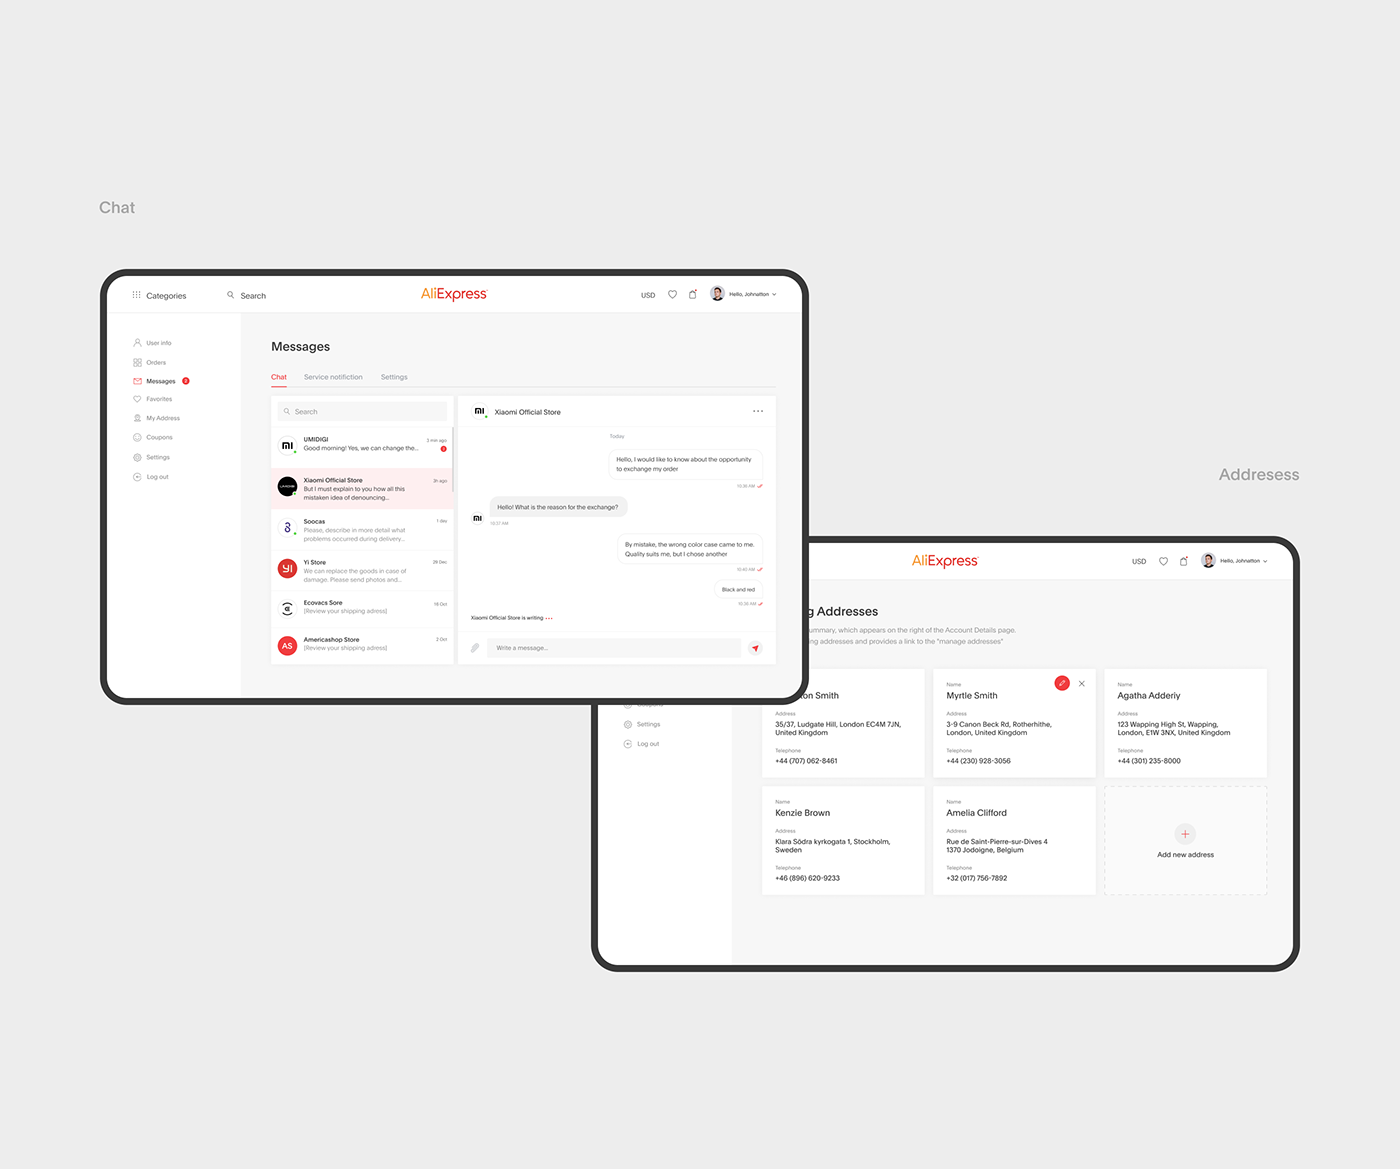 Chat
Categories
Search
AliExpress
USD
Hello, Johnatton
User info
Orders
Messages
2
Favorites
My Address
Coupons
Settings
Log out
Messages
Chat
Service notifiction
Settings
Search
UMIDIGI
2 min ago
Good morning! Yes, we can change the...
Xiaomi Official Store
2h ago
But I must explain to you how all this
mistaken idea of denouncing...
UMIDIGI
Soocas
Please, describe in more detail what
problems occurred during delivery...
Yi Store
29 Dec
We can replace the goods in case of
damage. Please send photos and...
Ecovacs Sore
18 Oct
[Review your shipping adress]
AS
Americashop Store
2 Oct
[Review your shipping adress]
Xiaomi Official Store
Today
Hello, I would like to know about the opportunity
to exchange my order
10:36 AM
Hello! What is the reason for the exchange?
10:37 AM
By mistake, the wrong color case came to me.
Quality suits me, but I chose another
10:45 AM
Black and red
10:36 AM
Xiaomi Official Store is writing
Write a message...
Addresess
AliExpress
USD
Hello, Johnatton
g Addresses
ummary, which appears on the right of the Account Details page.
ng addresses and provides a link to the "manage addresses"
Coupons
Settings
Log out
on Smith
Address
35/37, Ludgate Hill, London EC4M 7JN,
United Kingdom
Telephone
+44 (707) 062-8461
Name
Myrtle Smith
Address
3-9 Canon Beck Rd, Rotherhithe,
London, United Kingdom
Telephone
+44 (230) 928-3056
Name
Agatha Adderiy
Address
123 Wapping High St, Wapping,
London, E1W 3NX, United Kingdom
Telephone
+44 (301) 235-8000
Name
Kenzie Brown
Address
Klara Södra kyrkogata 1, Stockholm,
Sweden
Telephone
+46 (896) 620-9233
Name
Amelia Clifford
Address
Rue de Saint-Pierre-sur-Dives 4
1370 Jodoigne, Belgium
Telephone
+32 (017) 756-7892
Add new address